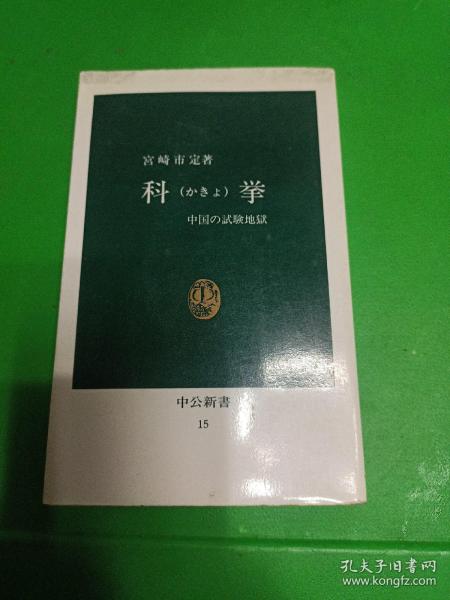 宮崎市定著
科（かきょ）挙
中国の試験地獄
中公新書
15
孔夫子旧书网
www.kongfz.com